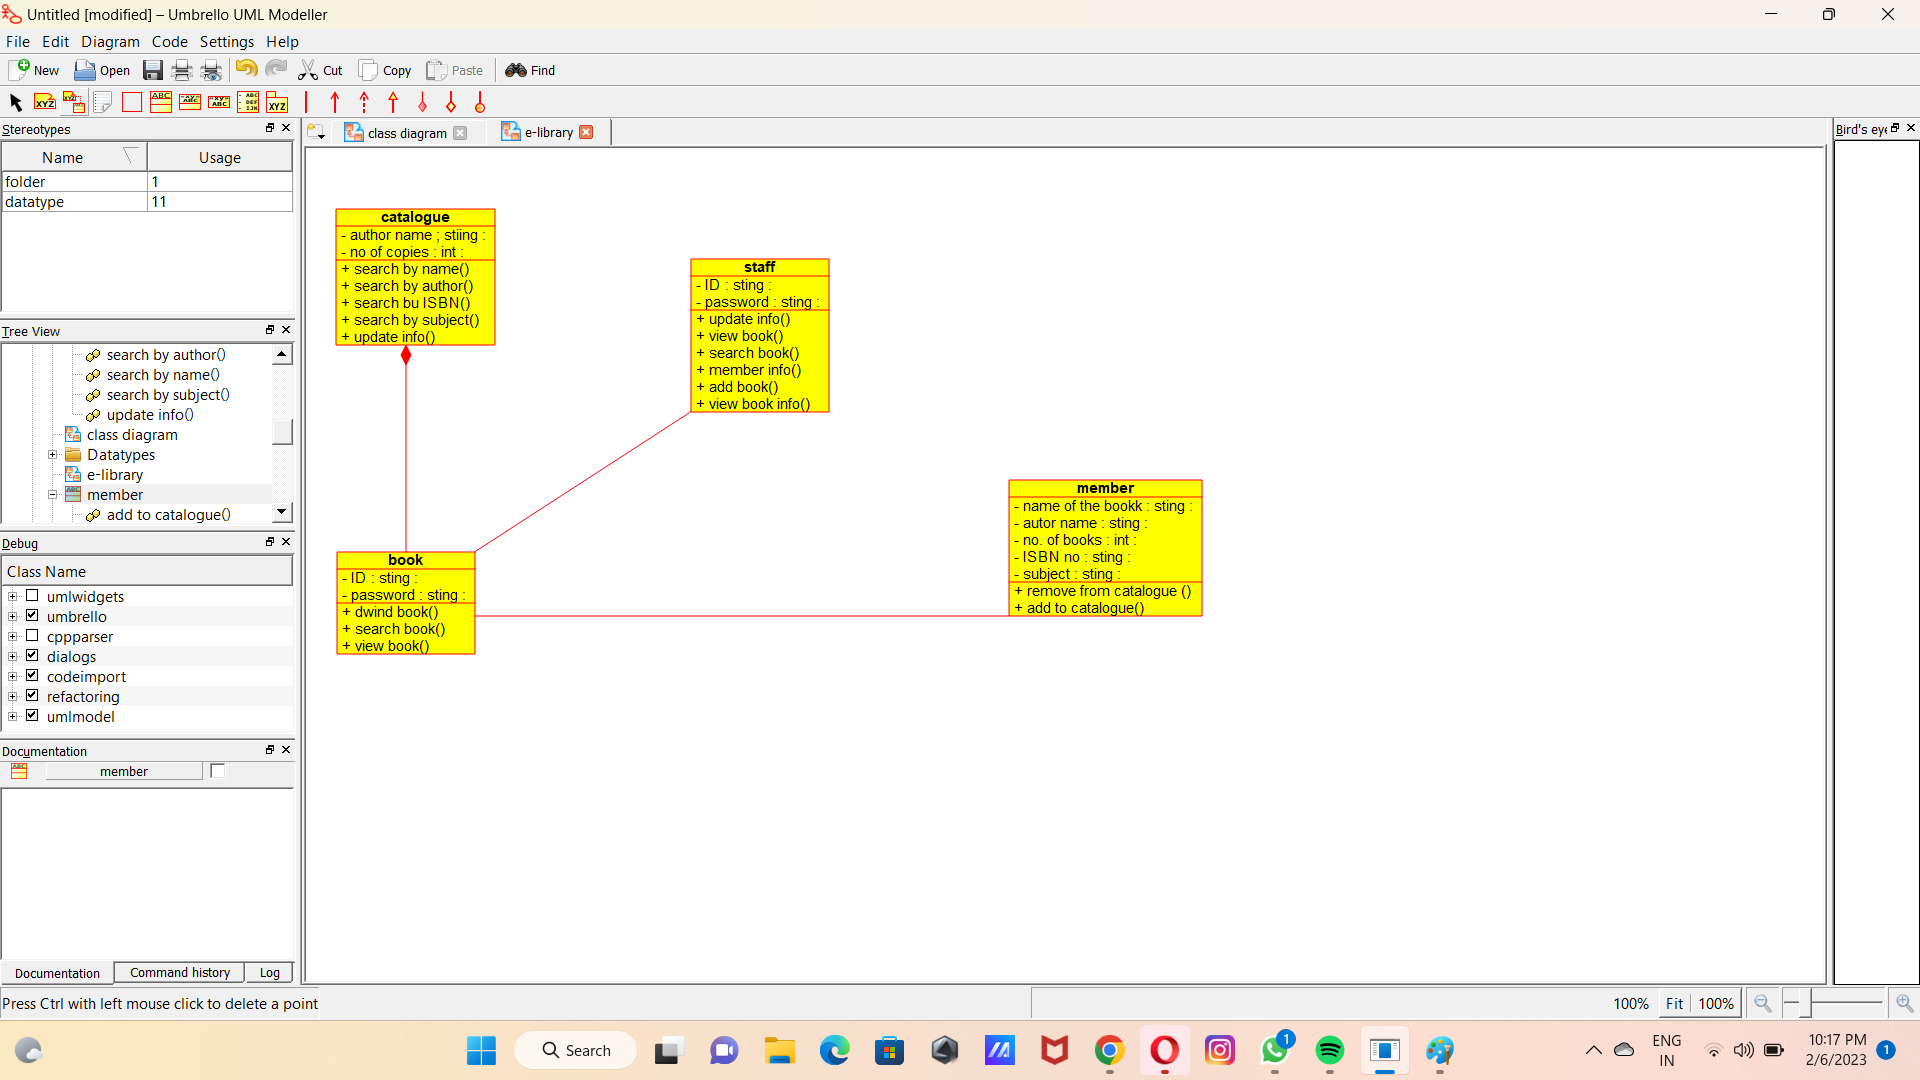 Untitled [modified] – Umbrello UML Modeller
File Edit Diagram Code Settings Help
New Open Cut Copy Paste Find
Stereotypes
Name Usage
folder 1
datatype 11
Tree View
search by author()
search by name()
search by subject()
update info()
class diagram
Datatypes
e-library
member
add to catalogue()
Debug
Class Name
umlwidgets
umbrello
cppparser
dialogs
codeimport
refactoring
umlmodel
Documentation
member
Documentation Command history Log
class diagram e-library
catalogue
- author name ; stiing :
- no of copies : int :
+ search by name()
+ search by author()
+ search bu ISBN()
+ search by subject()
+ update info()
staff
- ID : sting :
- password : sting :
+ update info()
+ view book()
+ search book()
+ member info()
+ add book()
+ view book info()
member
- name of the bookk : sting :
- autor name : sting :
- no. of books : int :
- ISBN no : sting :
- subject : sting :
+ remove from catalogue ()
+ add to catalogue()
book
- ID : sting :
- password : sting :
+ dwind book()
+ search book()
+ view book()
Bird's eye
Press Ctrl with left mouse click to delete a point
100% Fit 100%
Search
1
ENG
IN
10:17 PM
2/6/2023
1